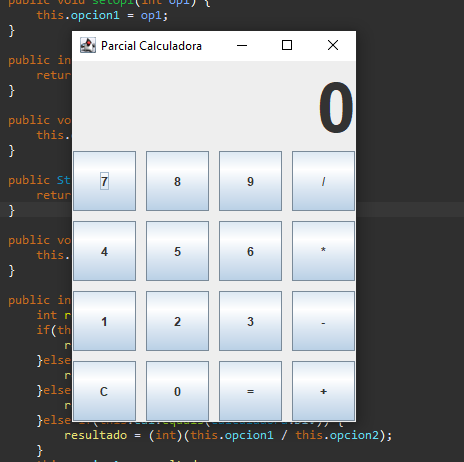 public void setOp1(int op1) {
this.opcion1 = op1;
}
Parcial Calculadora
public in
retur
}
0
public vo
this.
}
7 8 9 /
public St
retur
}
4 5 6 *
public vo
this.
}
public in
int r
1 2 3 -
if(th
r
}else
r
}else
r
C 0 = +
}else
resultado = (int)(this.opcion1 / this.opcion2);
}